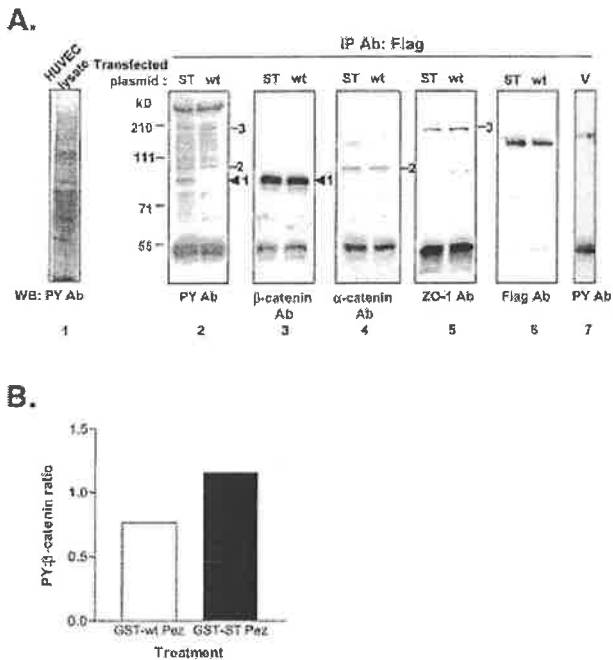 A.
IP Ab: Flag
HUVEC
lysate
Transfected
plasmid :
ST wt
ST wt
ST wt
ST wt
ST wt
V
kD
210
111
71
55
3
2
1
1
2
3
WB: PY Ab
PY Ab
β-catenin
Ab
α-catenin
Ab
ZO-1 Ab
Flag Ab
PY Ab
1 2 3 4 5 6 7
B.
PY:β-catenin ratio
1.5
1.0
0.5
0.0
GST-wt Pez
GST-ST Pez
Treatment